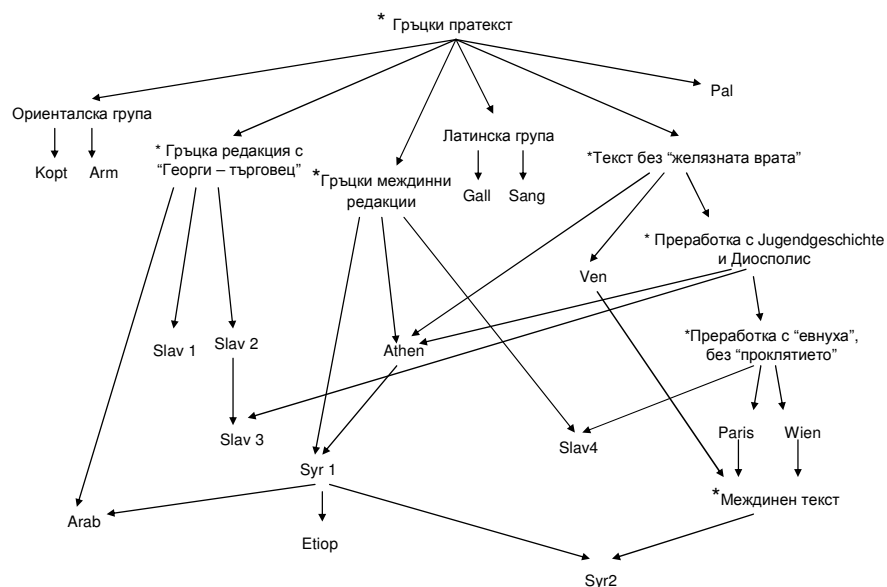 * Гръцки пратекст
Pal
Ориенталска група
Латинска група
* Гръцка редакция с
“Георги – търговец”
*Текст без “желязната врата”
Kopt
Arm
*Гръцки междинни
редакции
Gall
Sang
* Преработка с Jugendgeschichte
и Диосполис
Ven
*Преработка с “евнуха”,
без “проклятието”
Slav 1
Slav 2
Athen
Slav 3
Slav4
Paris
Wien
Syr 1
*Междинен текст
Arab
Etiop
Syr2